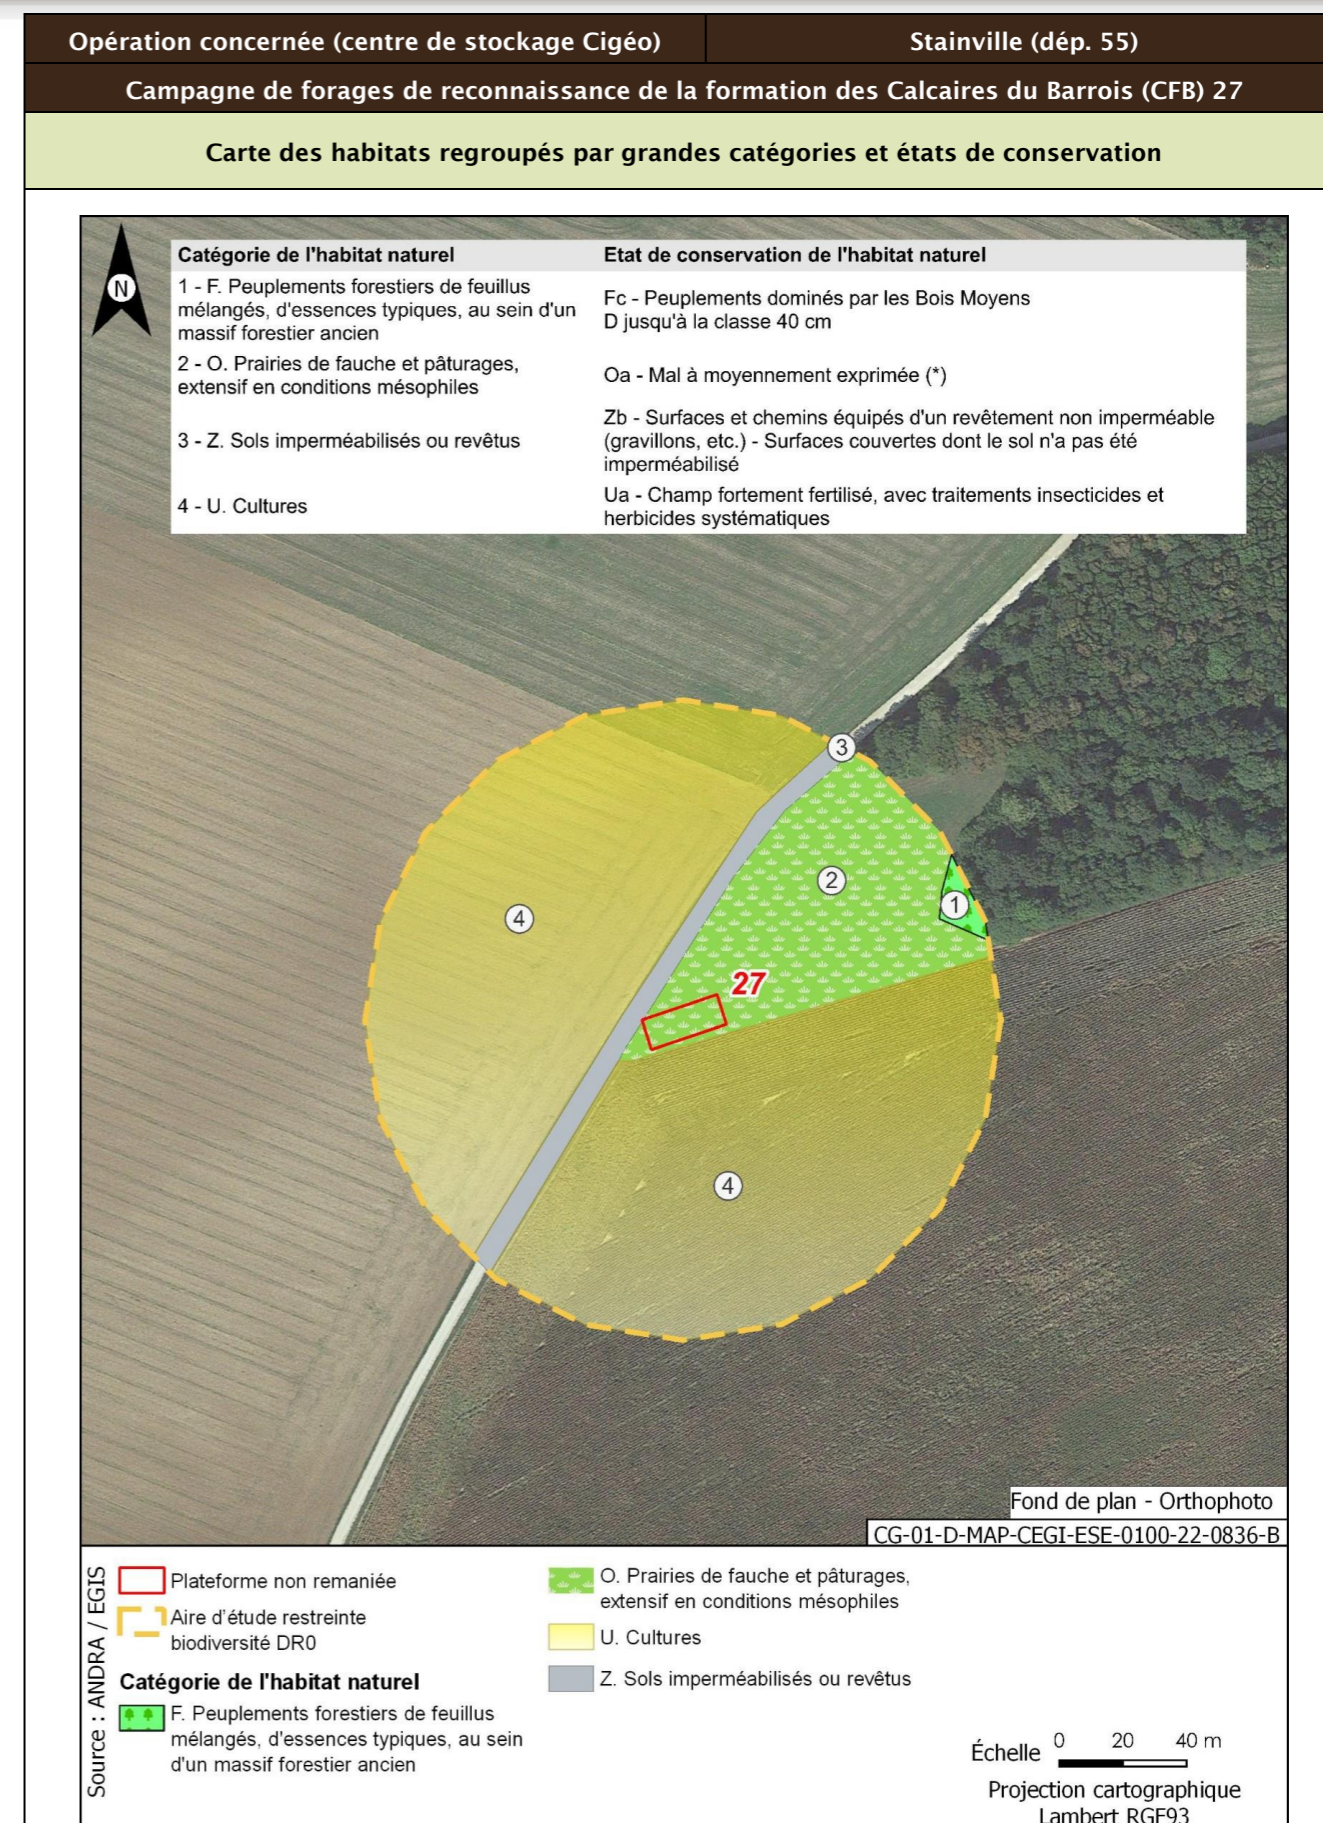 Opération concernée (centre de stockage Cigéo)
Stainville (dép. 55)
Campagne de forages de reconnaissance de la formation des Calcaires du Barrois (CFB) 27
Carte des habitats regroupés par grandes catégories et états de conservation
N
Catégorie de l'habitat naturel
Etat de conservation de l'habitat naturel
1 - F. Peuplements forestiers de feuillus
mélangés, d'essences typiques, au sein d'un
massif forestier ancien
Fc - Peuplements dominés par les Bois Moyens
D jusqu'à la classe 40 cm
2 - O. Prairies de fauche et pâturages,
extensif en conditions mésophiles
Oa - Mal à moyennement exprimée (*)
3 - Z. Sols imperméabilisés ou revêtus
Zb - Surfaces et chemins équipés d'un revêtement non imperméable
(gravillons, etc.) - Surfaces couvertes dont le sol n'a pas été
imperméabilisé
4 - U. Cultures
Ua - Champ fortement fertilisé, avec traitements insecticides et
herbicides systématiques
3
2
1
4
27
4
Fond de plan - Orthophoto
CG-01-D-MAP-CEGI-ESE-0100-22-0836-B
Source : ANDRA / EGIS
Plateforme non remaniée
Aire d'étude restreinte
biodiversité DR0
Catégorie de l'habitat naturel
F. Peuplements forestiers de feuillus
mélangés, d'essences typiques, au sein
d'un massif forestier ancien
O. Prairies de fauche et pâturages,
extensif en conditions mésophiles
U. Cultures
Z. Sols imperméabilisés ou revêtus
Échelle
0 20 40 m
Projection cartographique
Lambert RGF93